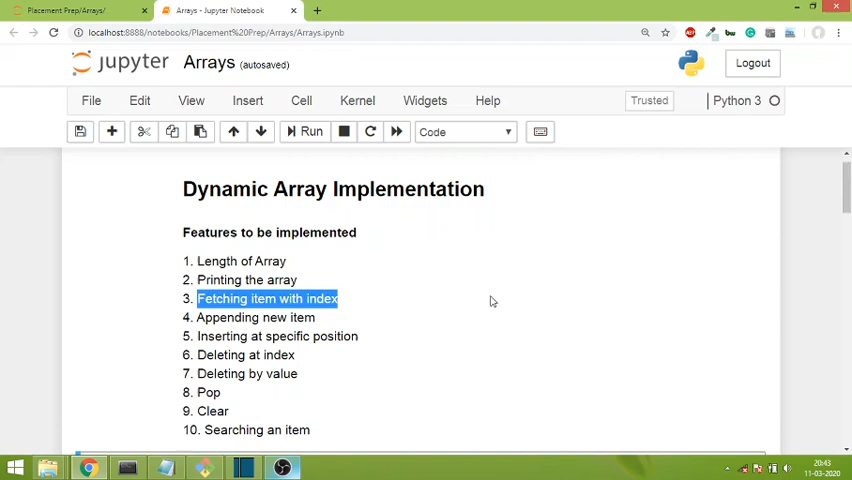 Placement Prep/Arrays/
Arrays - Jupyter Notebook
localhost:8888/notebooks/Placement%20Prep/Arrays/Arrays.ipynb
jupyter Arrays (autosaved)
Logout
File Edit View Insert Cell Kernel Widgets Help
Trusted
Python 3
Run
Code
Dynamic Array Implementation
Features to be implemented
1. Length of Array
2. Printing the array
3. Fetching item with index
4. Appending new item
5. Inserting at specific position
6. Deleting at index
7. Deleting by value
8. Pop
9. Clear
10. Searching an item
20:43
11-03-2020